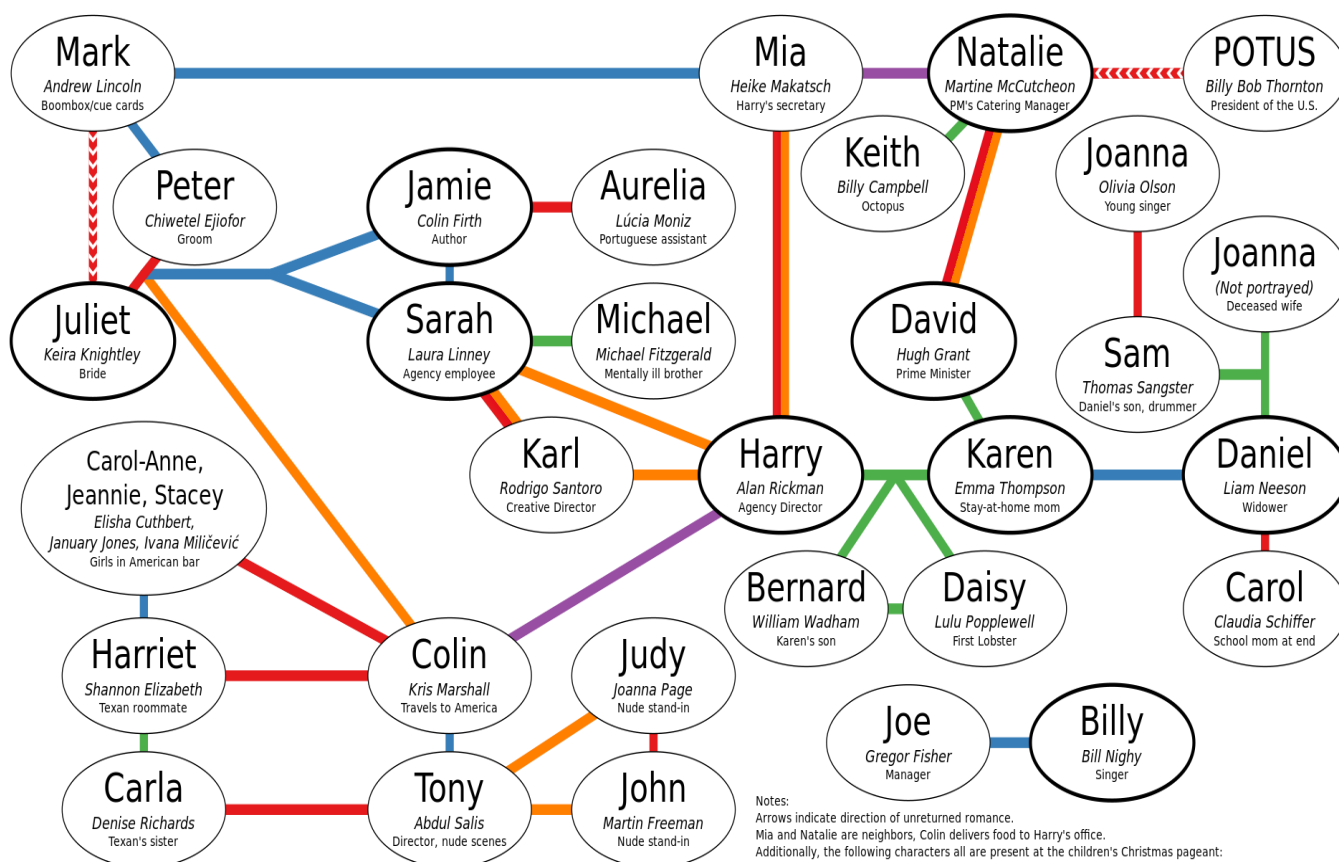 Mark
Andrew Lincoln
Boombox/cue cards
Mia
Heike Makatsch
Harry's secretary
Natalie
Martine McCutcheon
PM's Catering Manager
POTUS
Billy Bob Thornton
President of the U.S.
Peter
Chiwetel Ejiofor
Groom
Jamie
Colin Firth
Author
Aurelia
Lúcia Moniz
Portuguese assistant
Keith
Billy Campbell
Octopus
Joanna
Olivia Olson
Young singer
Joanna
(Not portrayed)
Deceased wife
Juliet
Keira Knightley
Bride
Sarah
Laura Linney
Agency employee
Michael
Michael Fitzgerald
Mentally ill brother
David
Hugh Grant
Prime Minister
Sam
Thomas Sangster
Daniel's son, drummer
Carol-Anne,
Jeannie, Stacey
Elisha Cuthbert,
January Jones, Ivana Miličević
Girls in American bar
Karl
Rodrigo Santoro
Creative Director
Harry
Alan Rickman
Agency Director
Karen
Emma Thompson
Stay-at-home mom
Daniel
Liam Neeson
Widower
Bernard
William Wadham
Karen's son
Daisy
Lulu Popplewell
First Lobster
Carol
Claudia Schiffer
School mom at end
Harriet
Shannon Elizabeth
Texan roommate
Colin
Kris Marshall
Travels to America
Judy
Joanna Page
Nude stand-in
Joe
Gregor Fisher
Manager
Billy
Bill Nighy
Singer
Carla
Denise Richards
Texan's sister
Tony
Abdul Salis
Director, nude scenes
John
Martin Freeman
Nude stand-in
Notes:
Arrows indicate direction of unreturned romance.
Mia and Natalie are neighbors, Colin delivers food to Harry's office.
Additionally, the following characters all are present at the children's Christmas pageant: